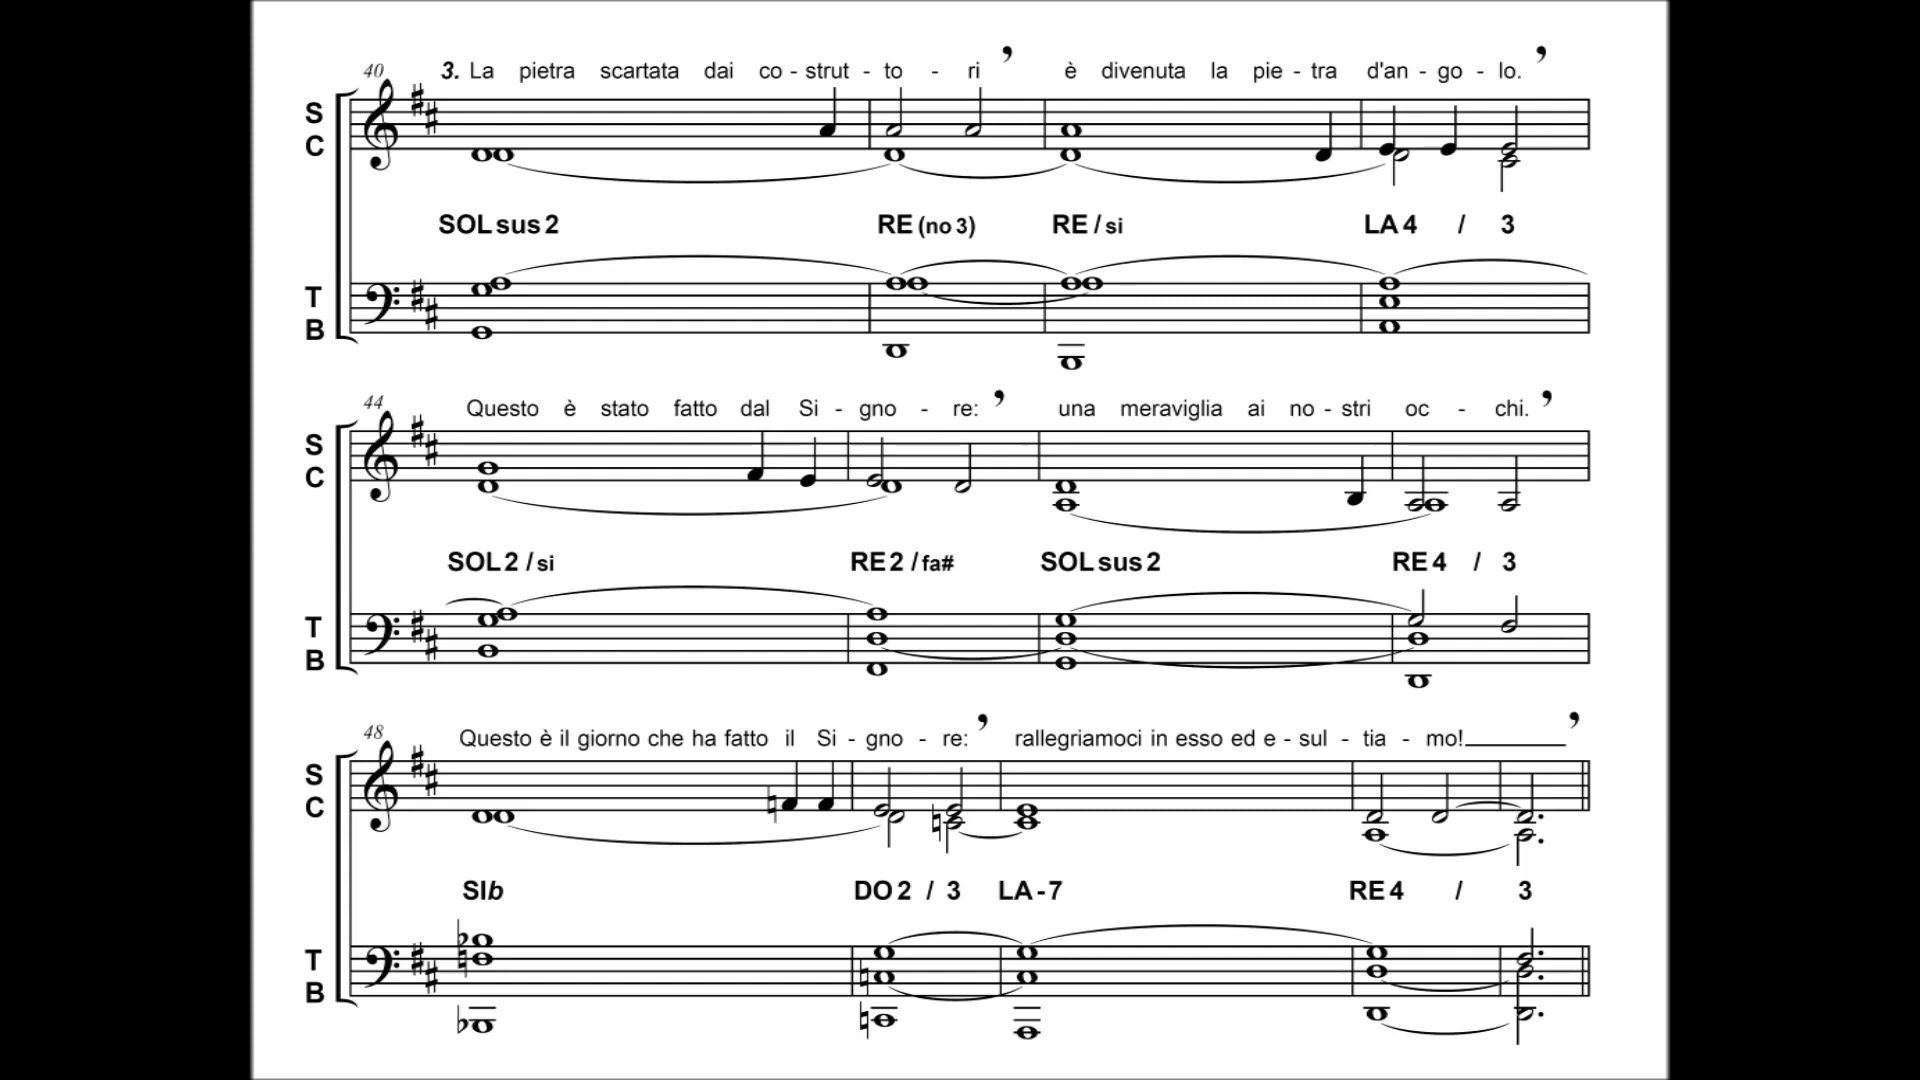 40 3. La pietra scartata dai co - strut - to - ri ’ è divenuta la pie - tra d'an - go - lo. ’
S
C
SOL sus 2 RE (no 3) RE / si LA 4 / 3
T
B
44 Questo è stato fatto dal Si - gno - re: ’ una meraviglia ai no - stri oc - chi. ’
S
C
SOL 2 / si RE 2 / fa# SOL sus 2 RE 4 / 3
T
B
48 Questo è il giorno che ha fatto il Si - gno - re: ’ rallegriamoci in esso ed e - sul - tia - mo!_________ ’
S
C
SIb DO 2 / 3 LA - 7 RE 4 / 3
T
B